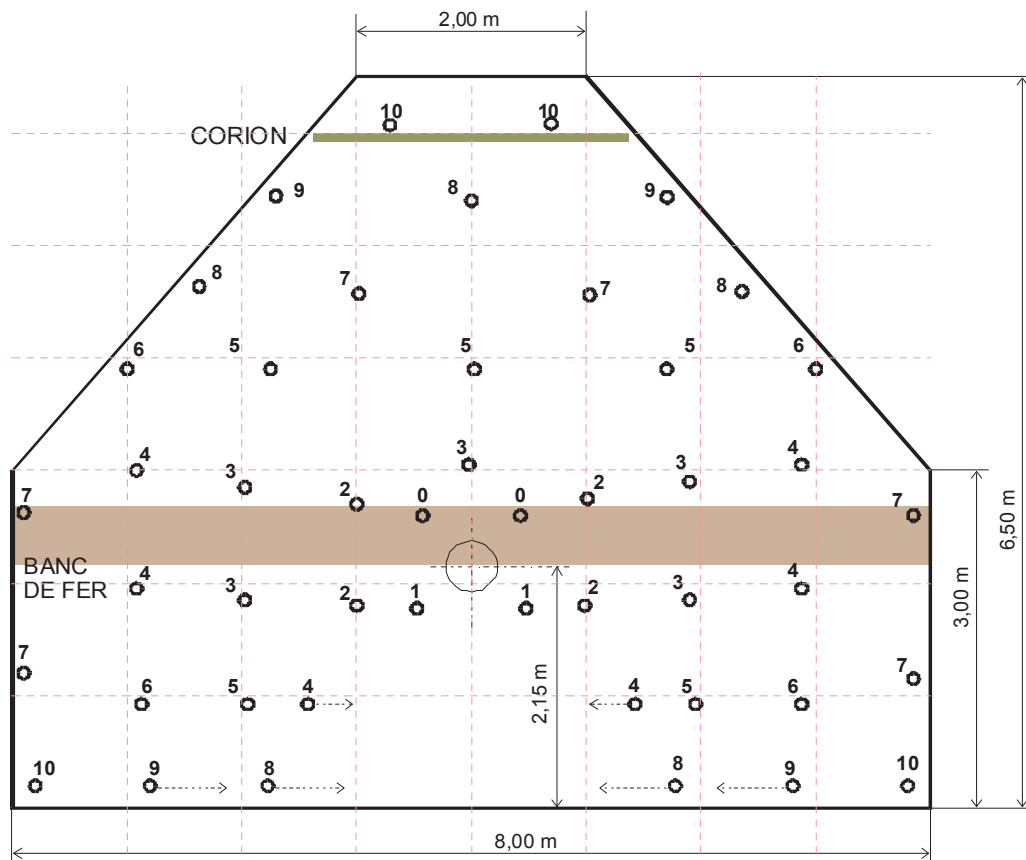 2,00 m
10 10
CORION
9 8 9
8 7 7 8
6 5 5 5 6
4 3 3 3 4
7 2 0 0 2 7
BANC
DE FER
4 3 2 1 1 2 3 4
7 7
6 5 4 4 5 6
10 9 8 8 9 10
2,15 m
3,00 m
6,50 m
8,00 m